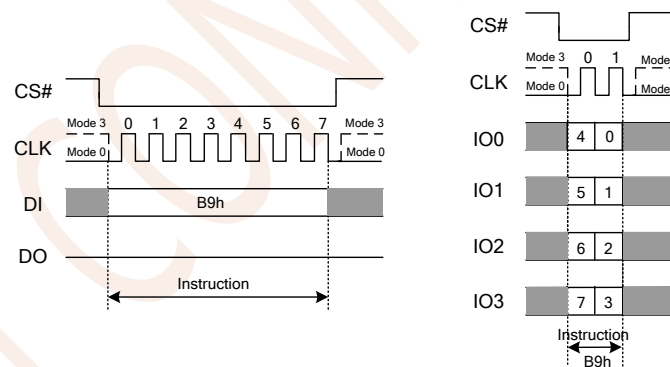 CS#
Mode 3 0 1 2 3 4 5 6 7 Mode 3
CLK
Mode 0 Mode 0
DI
B9h
DO
Instruction
CS#
Mode 3 0 1 Mode
CLK
Mode 0 Mode
IO0
4 0
IO1
5 1
IO2
6 2
IO3
7 3
Instruction
B9h